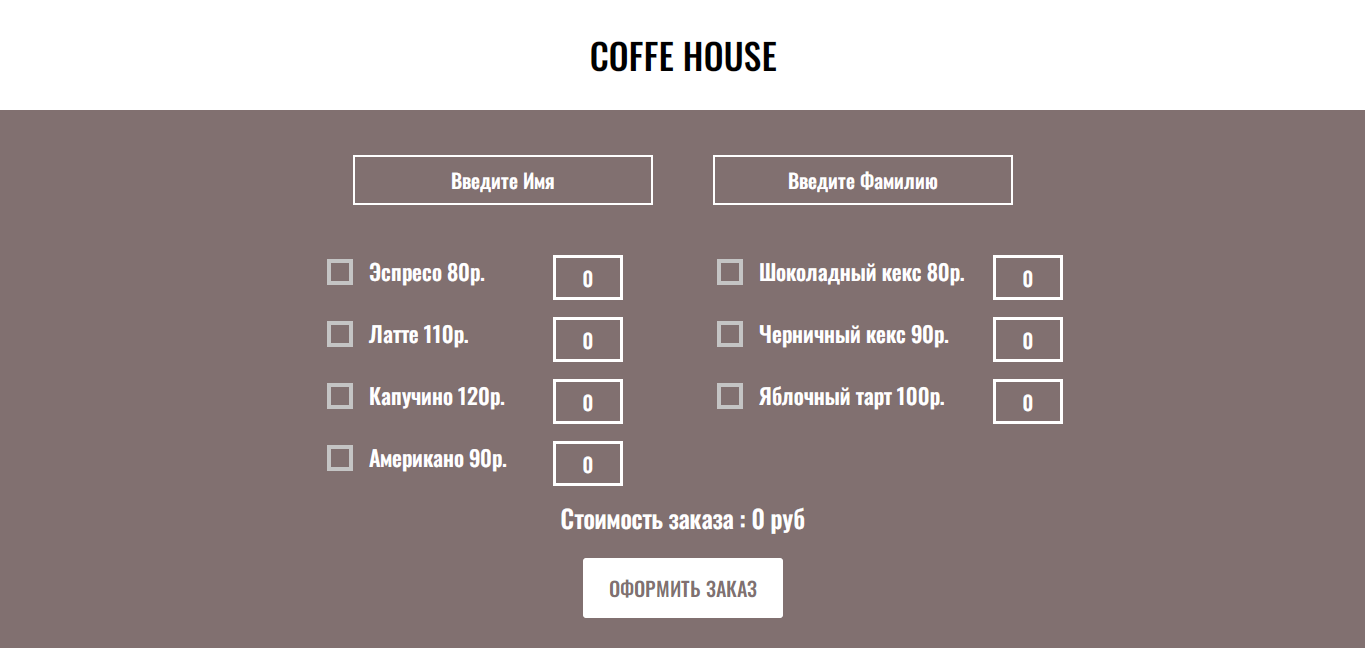 COFFE HOUSE
Введите Имя
Введите Фамилию
Эспресо 80р.
0
Шоколадный кекс 80р.
0
Латте 110р.
0
Черничный кекс 90р.
0
Капучино 120р.
0
Яблочный тарт 100р.
0
Американо 90р.
0
Стоимость заказа : 0 руб
ОФОРМИТЬ ЗАКАЗ